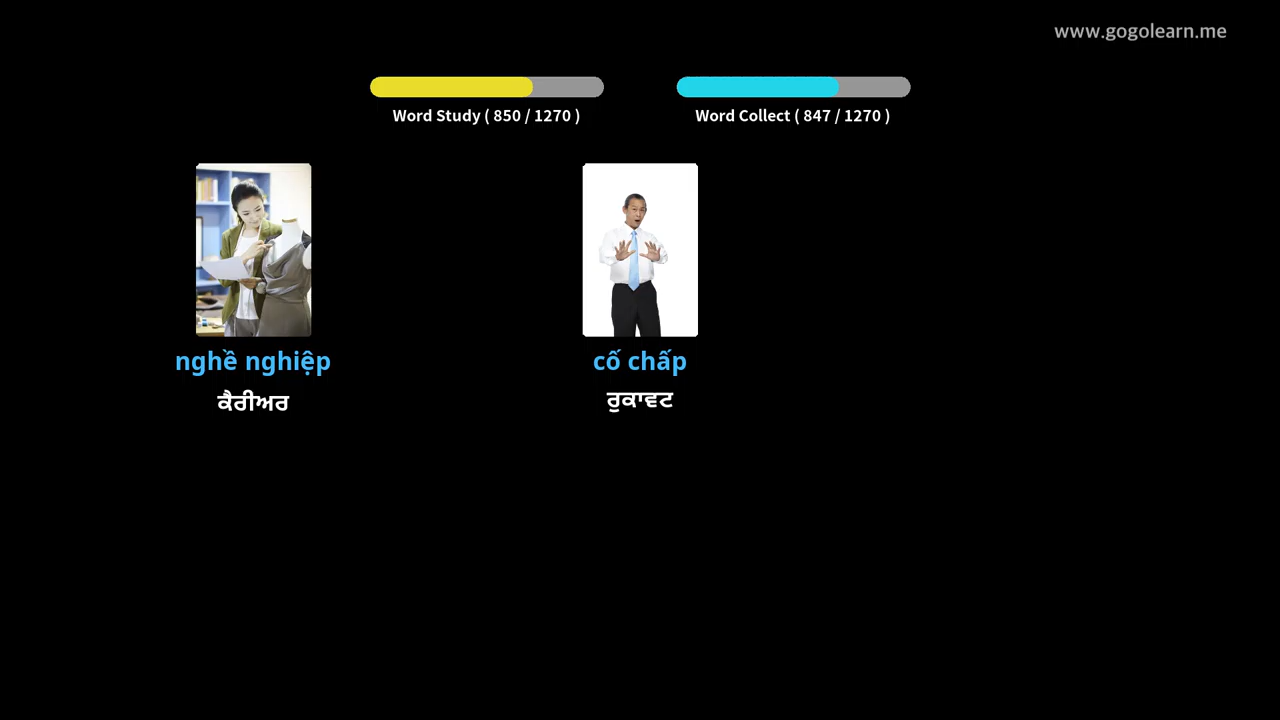 www.gogolearn.me
Word Study ( 850 / 1270 )
Word Collect ( 847 / 1270 )
nghề nghiệp
ਕੈਰੀਅਰ
cố chấp
ਰੁਕਾਵਟ